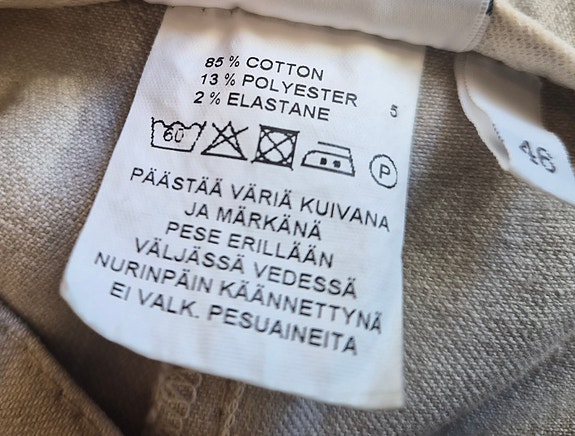 85 % COTTON
13 % POLYESTER
2 % ELASTANE
5
60
P
46
PÄÄSTÄÄ VÄRIÄ KUIVANA
JA MÄRKÄNÄ
PESE ERILLÄÄN
VÄLJÄSSÄ VEDESSÄ
NURINPÄIN KÄÄNNETTYNÄ
EI VALK. PESUAINEITA